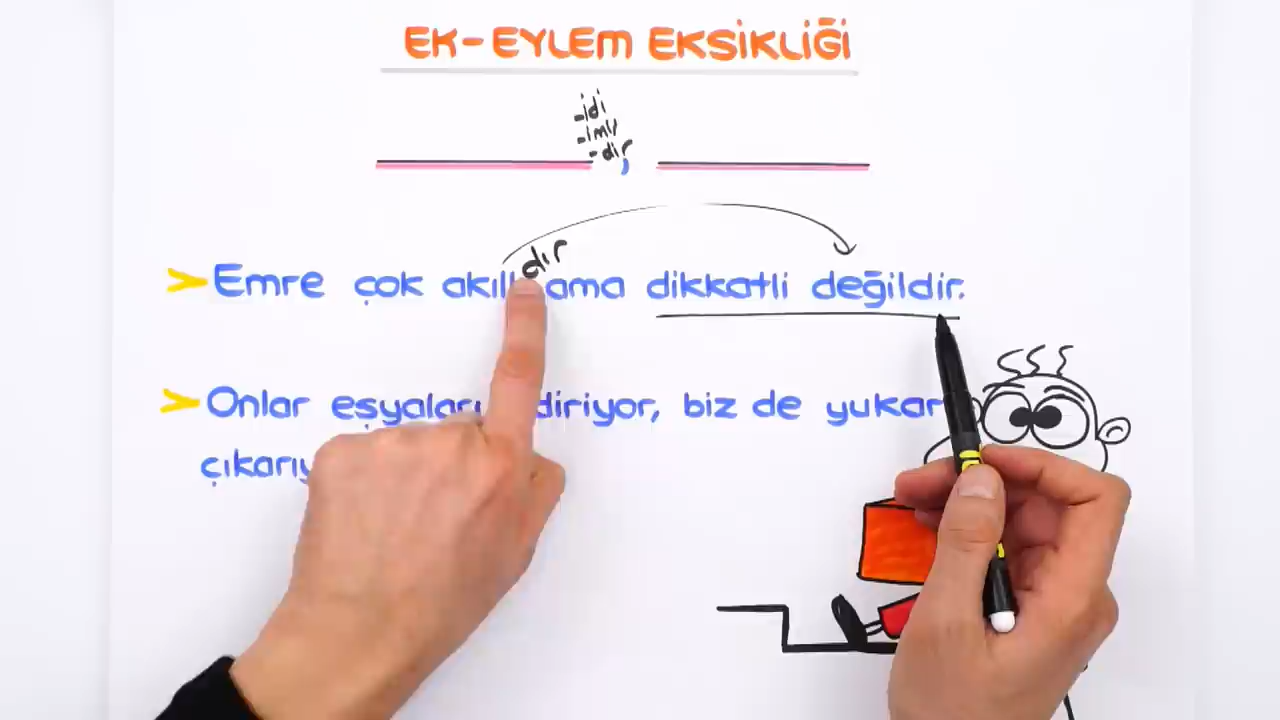 EK-EYLEM EKSİKLİĞİ
-idi
-imiş
-dir,
dır
> Emre çok akıllı ama dikkatli değildir.
> Onlar eşyaları diriyor, biz de yukar
çıkarıy